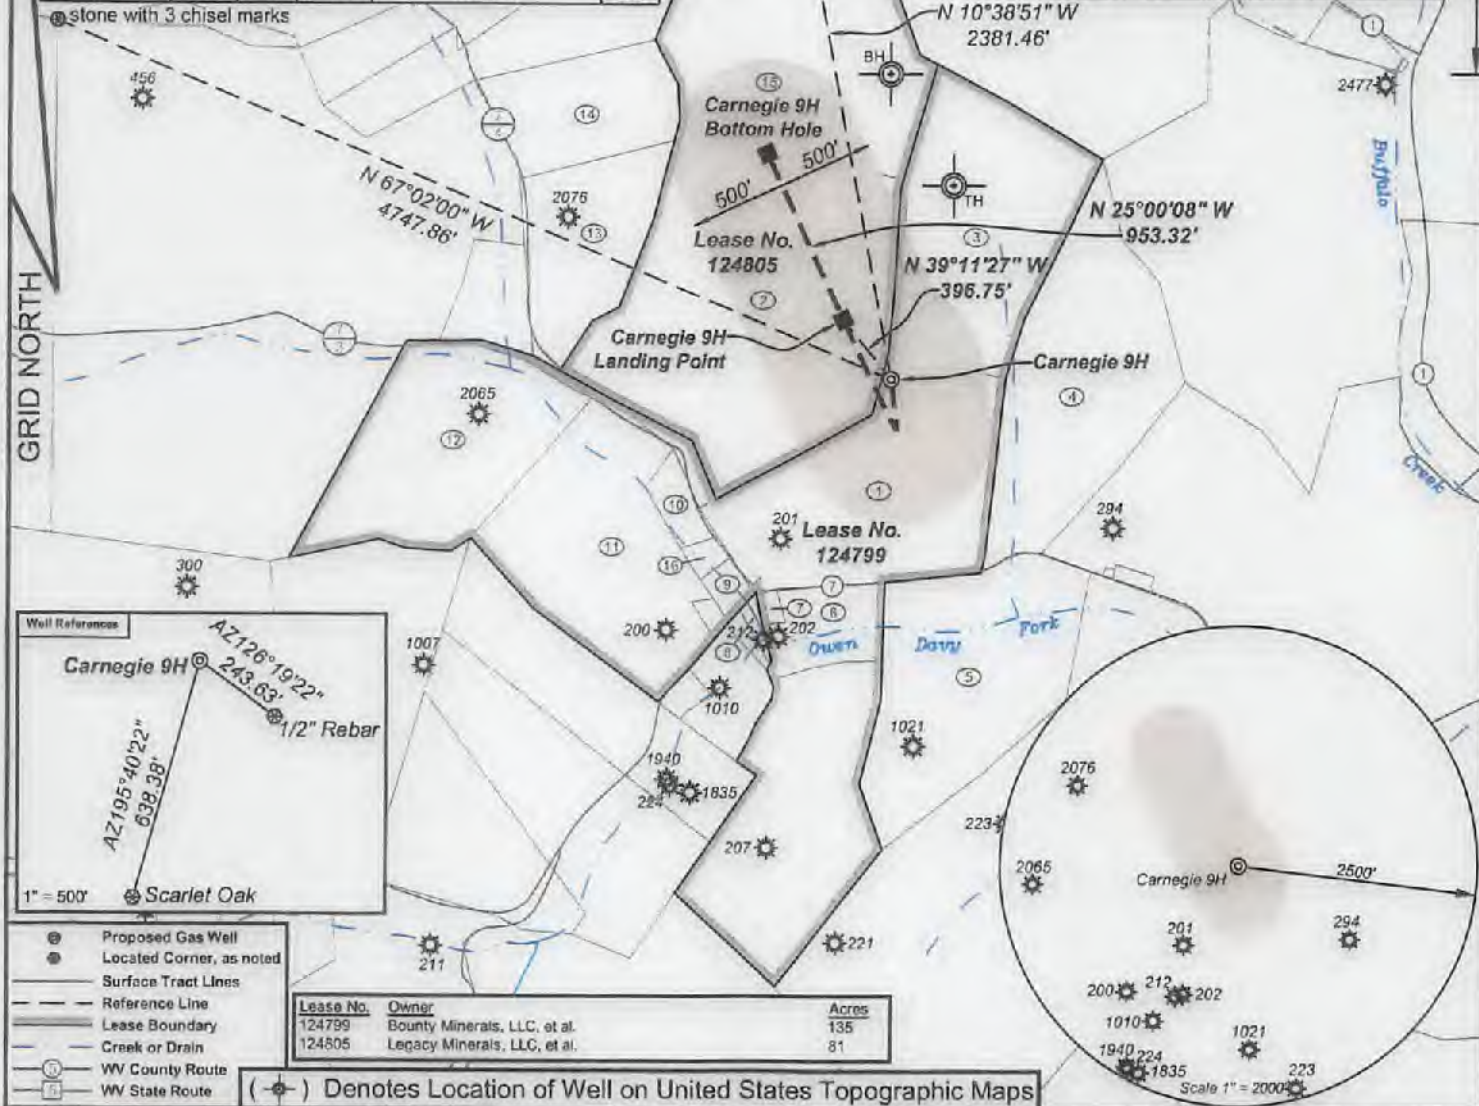 stone with 3 chisel marks
N 10°38'51" W
2381.46'
BH
1
2477
456
15
Carnegie 9H
Bottom Hole
14
500'
500'
Buffalo
N 67°02'00" W
4747.86'
2076
13
TH
N 25°00'08" W
953.32'
Lease No.
124805
3
N 39°11'27" W
396.75'
2
GRID NORTH
7
3
Carnegie 9H
Landing Point
Carnegie 9H
1
4
2065
12
Creek
1
10
201
Lease No.
124799
294
11
16
300
9
7
7
6
200
212
202
Owen Davy Fork
8
5
1007
1010
1021
Well References
Carnegie 9H
AZ126°19'22"
243.63'
1/2" Rebar
AZ195°40'22"
638.38'
1" = 500'
Scarlet Oak
1940
224
1835
207
223
221
211
2076
2065
Carnegie 9H
2500'
201
294
200
212
202
1010
1021
1940
224
1835
223
Scale 1" = 2000'
Proposed Gas Well
Located Corner, as noted
Surface Tract Lines
Reference Line
Lease Boundary
Creek or Drain
5 WV County Route
5 WV State Route
Lease No. Owner Acres
124799 Bounty Minerals, LLC, et al. 135
124805 Legacy Minerals, LLC, et al. 81
( ) Denotes Location of Well on United States Topographic Maps